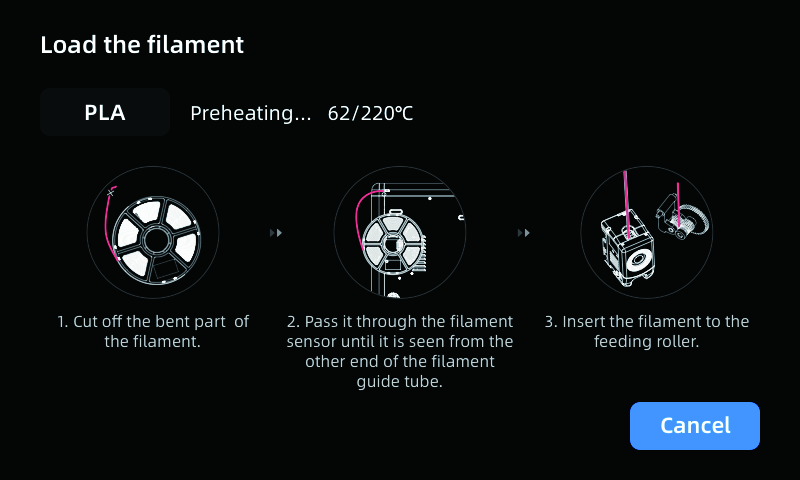 Load the filament
PLA
Preheating... 62/220℃
1. Cut off the bent part of
the filament.
2. Pass it through the filament
sensor until it is seen from the
other end of the filament
guide tube.
3. Insert the filament to the
feeding roller.
Cancel